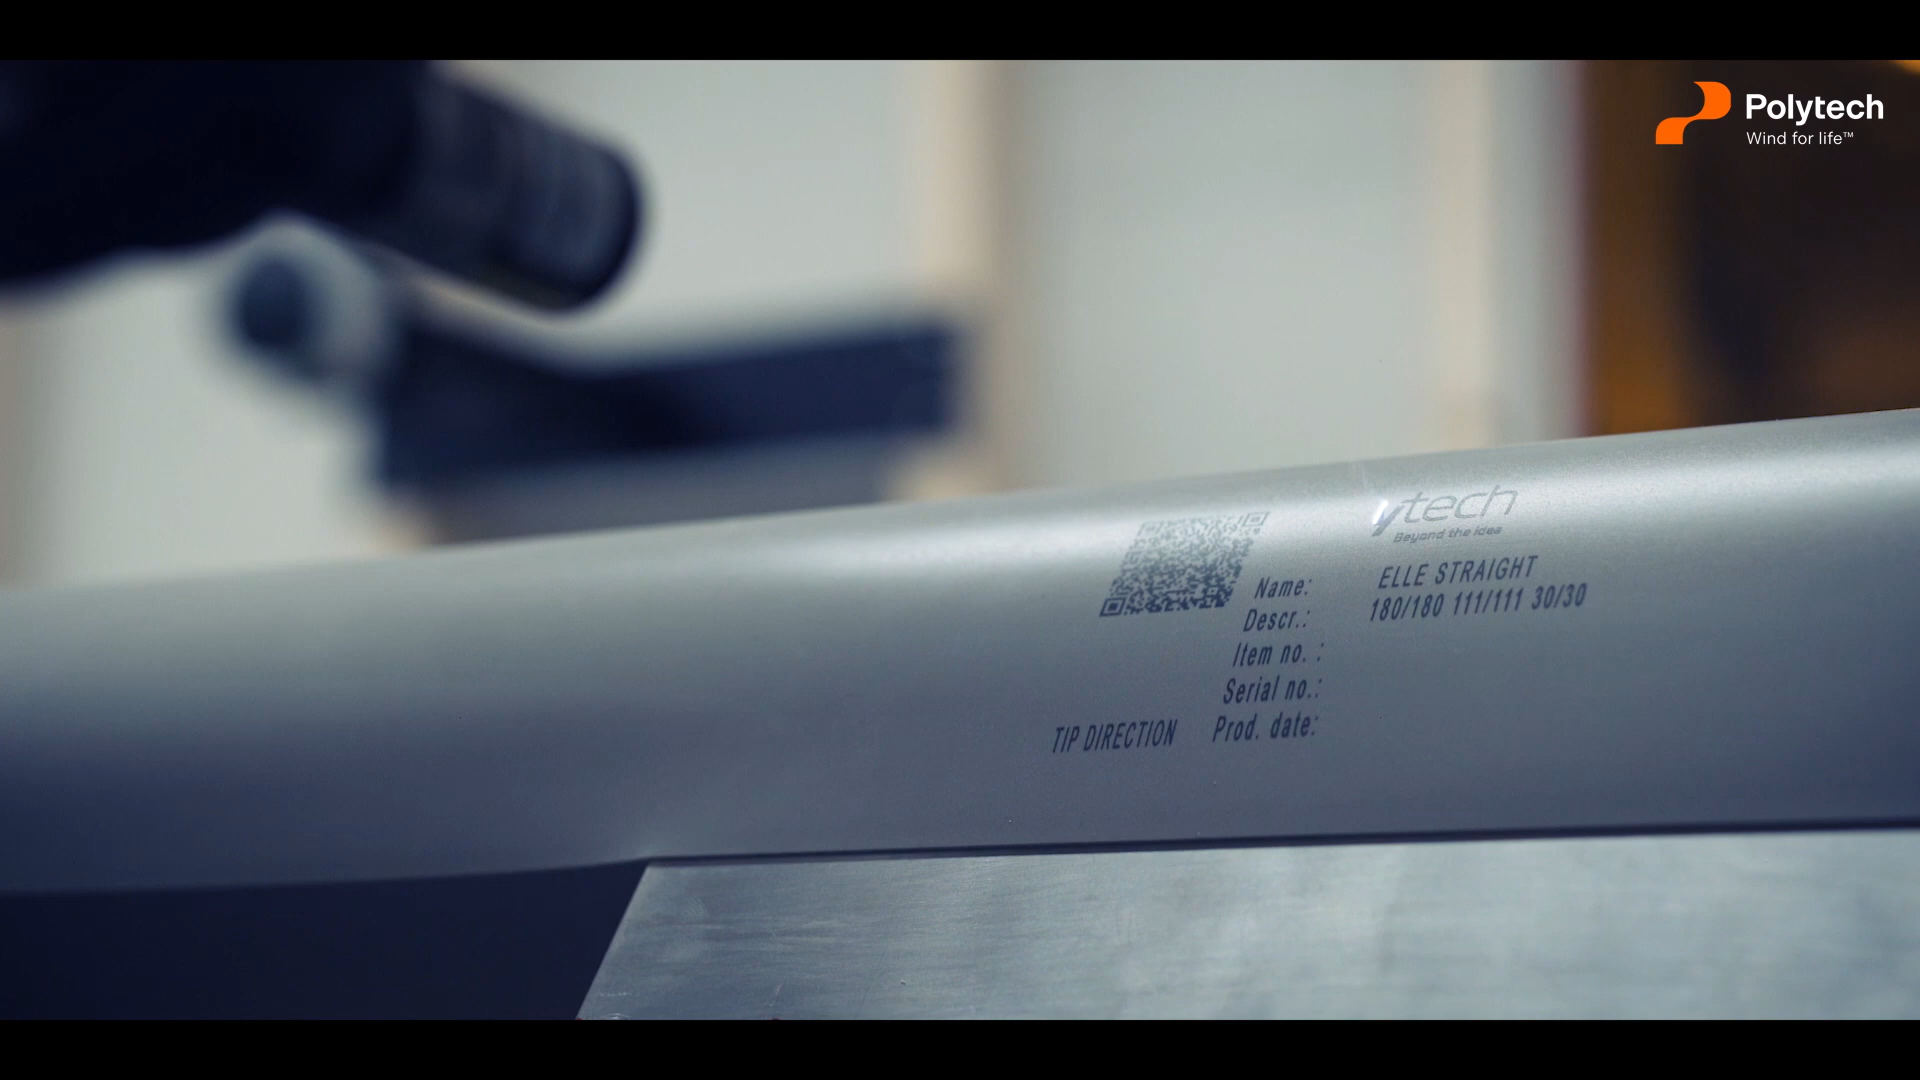 Polytech
Wind for life™
ytech
Beyond the idea
Name: ELLE STRAIGHT
Descr.: 180/180 111/111 30/30
Item no. :
Serial no.:
TIP DIRECTION Prod. date: